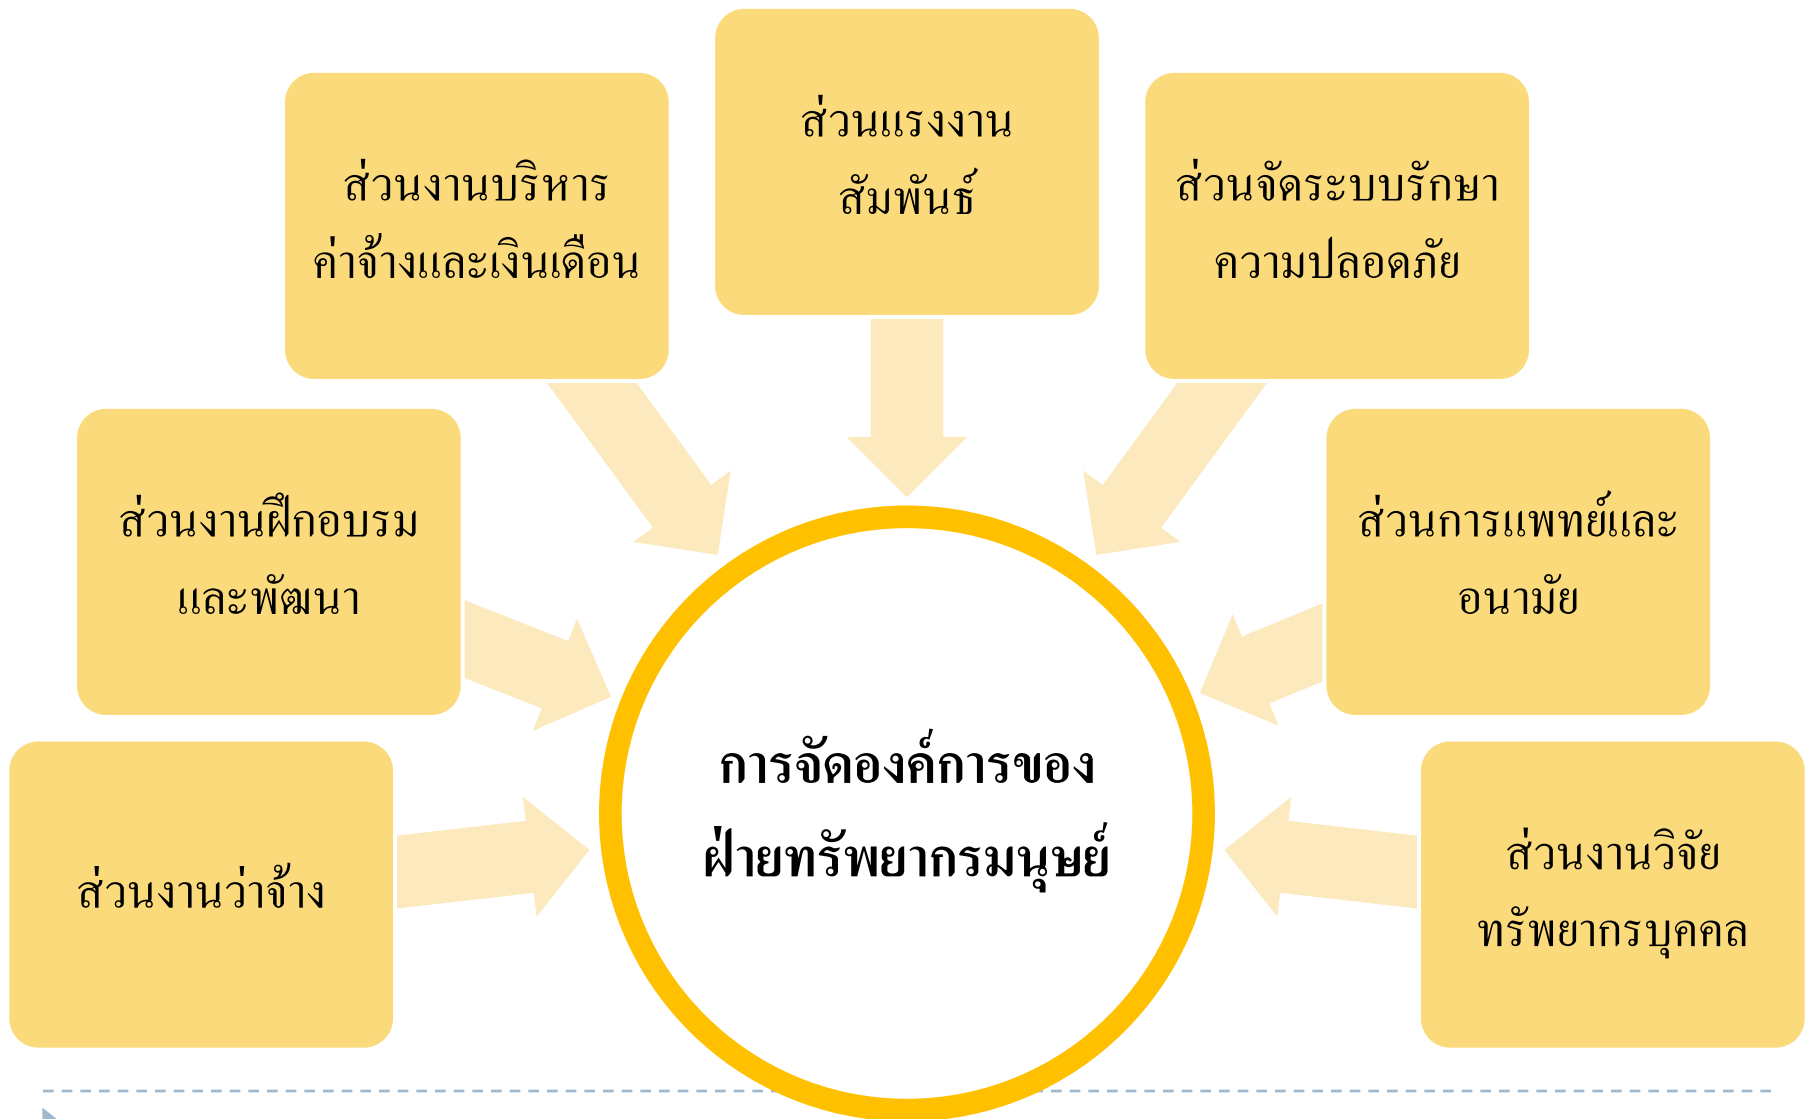 ส่วนแรงงาน
สัมพันธ์
ส่วนงานบริหาร
ค่าจ้างและเงินเดือน
ส่วนจัดระบบรักษา
ความปลอดภัย
ส่วนงานฝึกอบรม
และพัฒนา
ส่วนการแพทย์และ
อนามัย
ส่วนงานว่าจ้าง
การจัดองค์การของ
ฝ่ายทรัพยากรมนุษย์
ส่วนงานวิจัย
ทรัพยากรบุคคล